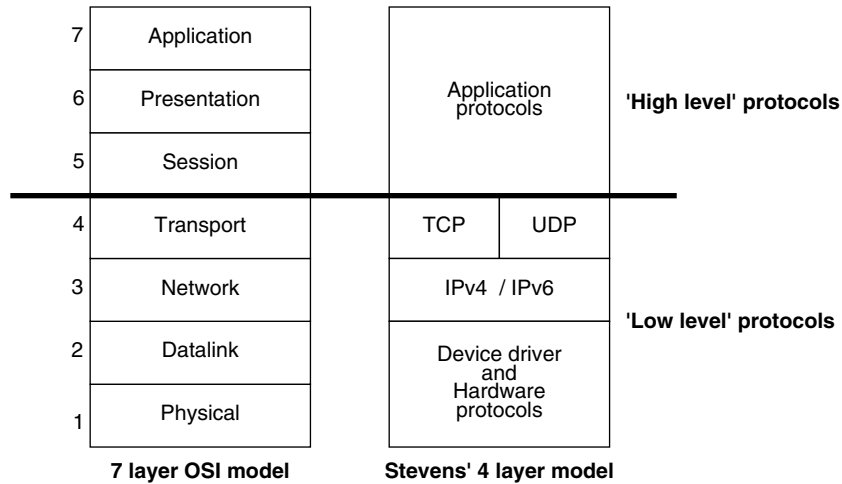 7 Application
6 Presentation
5 Session
4 Transport
3 Network
2 Datalink
1 Physical
7 layer OSI model
Application
protocols
TCP UDP
IPv4 / IPv6
Device driver
and
Hardware
protocols
Stevens' 4 layer model
'High level' protocols
'Low level' protocols